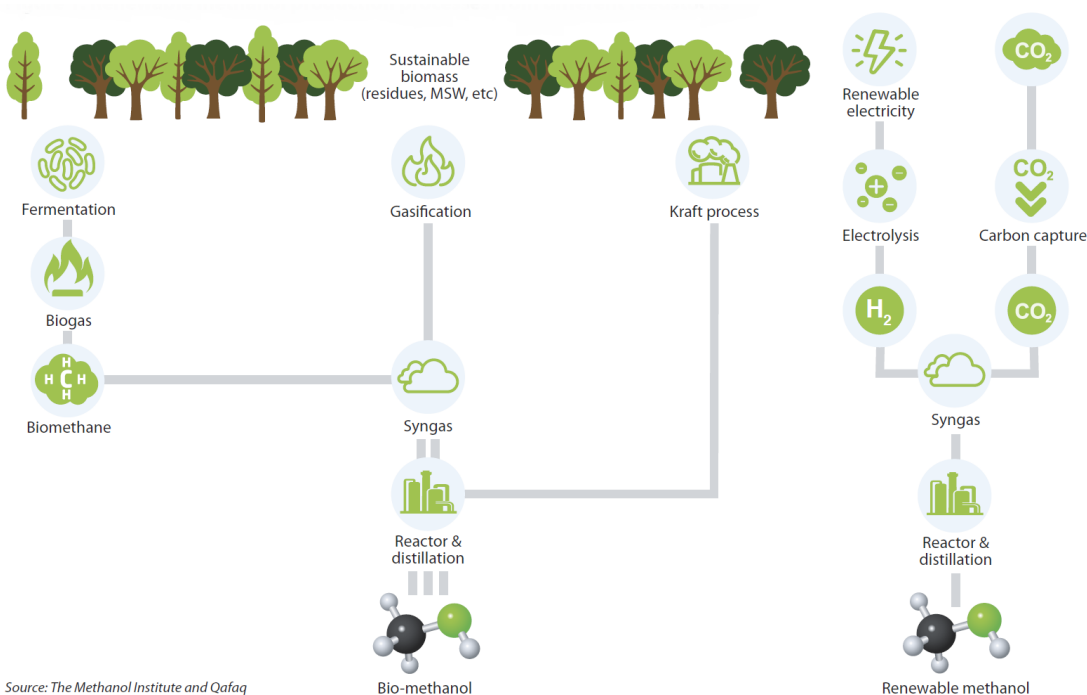 Sustainable
biomass
(residues, MSW, etc)
Fermentation
Biogas
H
H C H
H
Biomethane
Gasification
Syngas
Reactor &
distillation
Bio-methanol
Kraft process
Renewable
electricity
Electrolysis
H₂
CO₂
CO₂
Carbon capture
CO₂
Syngas
Reactor &
distillation
Renewable methanol
Source: The Methanol Institute and Qafaq